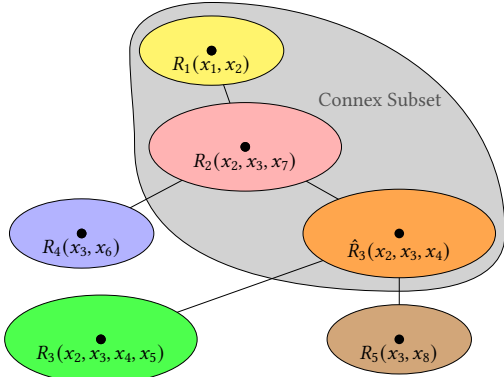 R₁(x₁, x₂)
Connex Subset
R₂(x₂, x₃, x₇)
R₄(x₃, x₆)
R̂₃(x₂, x₃, x₄)
R₃(x₂, x₃, x₄, x₅)
R₅(x₃, x₈)